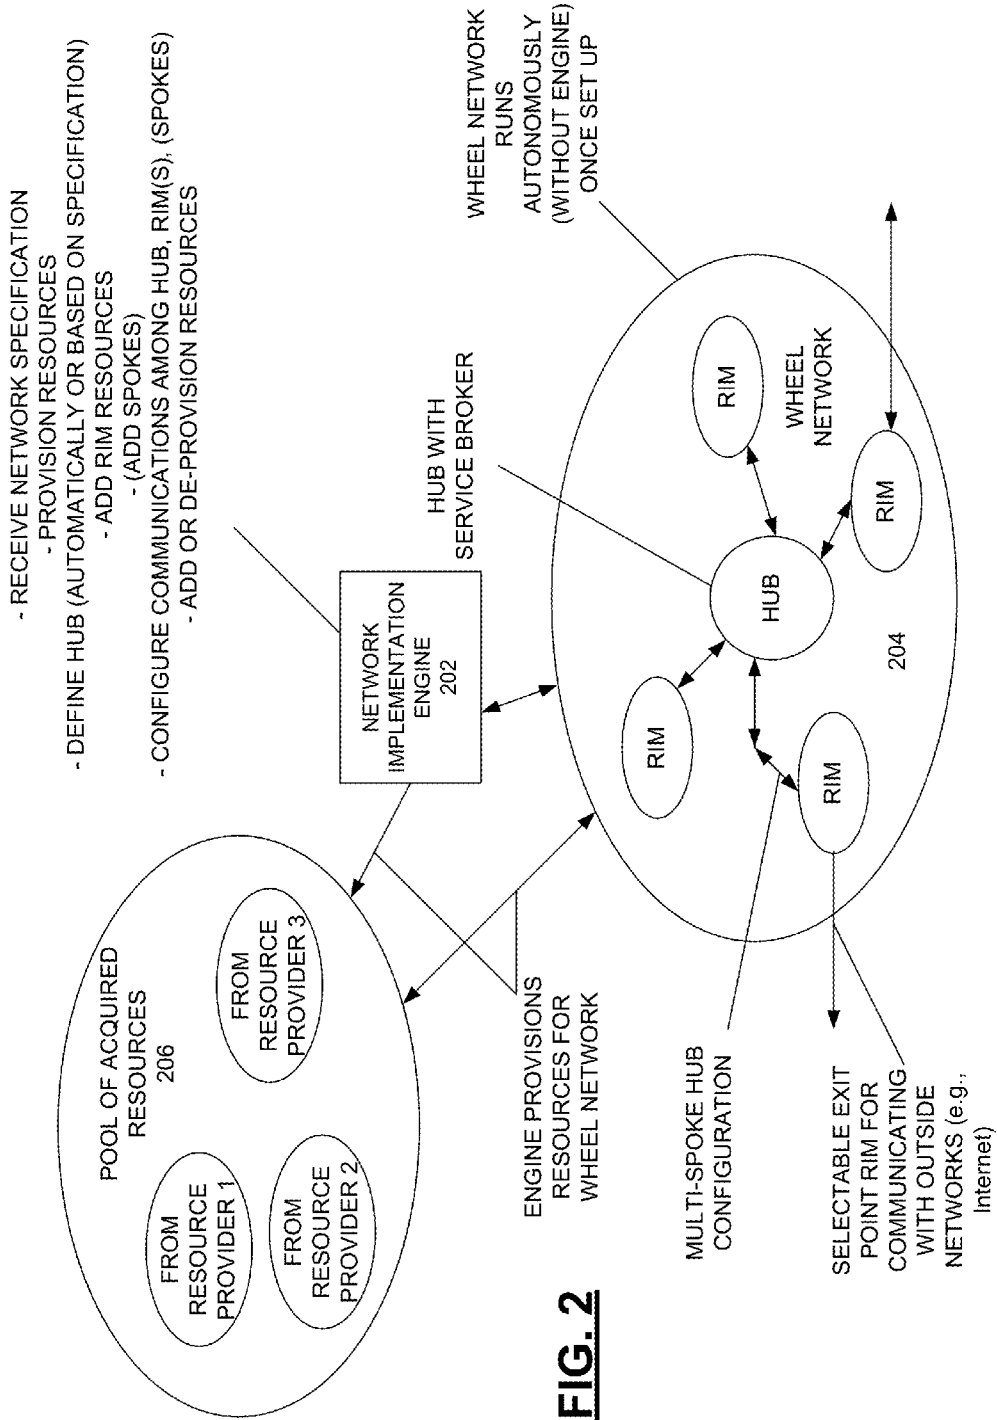 - RECEIVE NETWORK SPECIFICATION
- PROVISION RESOURCES
- DEFINE HUB (AUTOMATICALLY OR BASED ON SPECIFICATION)
- ADD RIM RESOURCES
- (ADD SPOKES)
- CONFIGURE COMMUNICATIONS AMONG HUB, RIM(S), (SPOKES)
- ADD OR DE-PROVISION RESOURCES
POOL OF ACQUIRED
RESOURCES
206
FROM
RESOURCE
PROVIDER 1
FROM
RESOURCE
PROVIDER 2
FROM
RESOURCE
PROVIDER 3
NETWORK
IMPLEMENTATION
ENGINE
202
HUB WITH
SERVICE BROKER
WHEEL NETWORK
RUNS
AUTONOMOUSLY
(WITHOUT ENGINE)
ONCE SET UP
ENGINE PROVISIONS
RESOURCES FOR
WHEEL NETWORK
RIM
RIM
WHEEL
NETWORK
HUB
RIM
RIM
204
MULTI-SPOKE HUB
CONFIGURATION
SELECTABLE EXIT
POINT RIM FOR
COMMUNICATING
WITH OUTSIDE
NETWORKS (e.g.,
Internet)
FIG. 2